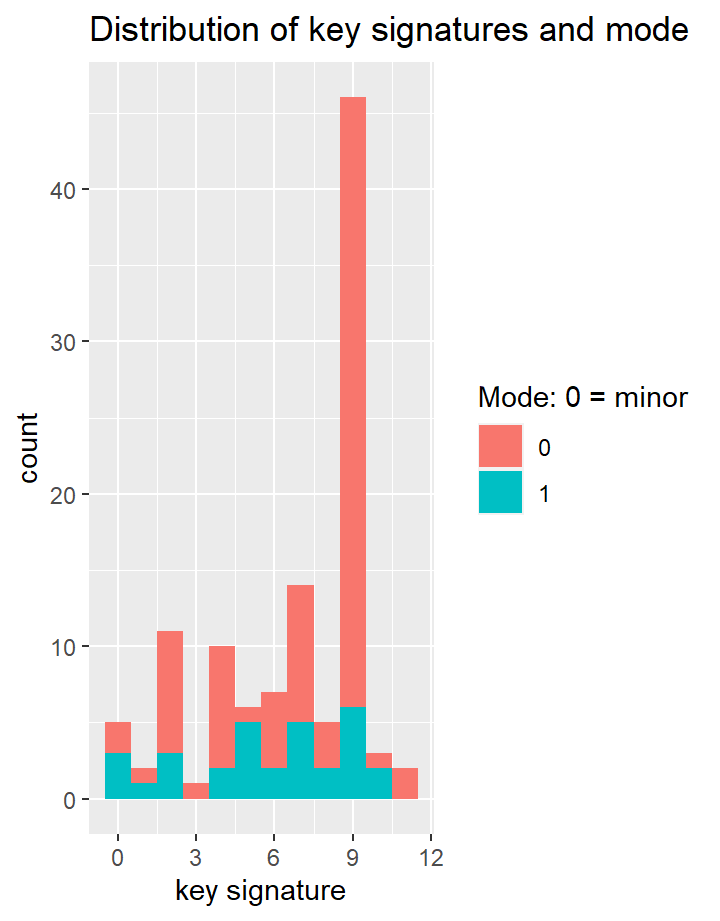 Distribution of key signatures and mode
40
30
20
10
0
count
0 3 6 9 12
key signature
Mode: 0 = minor
0
1